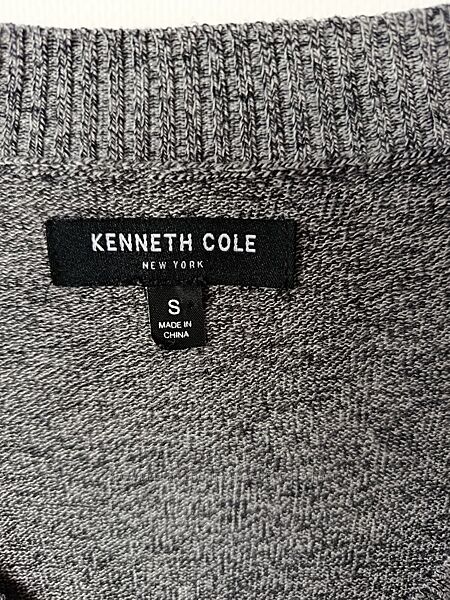 KENNETH COLE
NEW YORK
S
MADE IN
CHINA